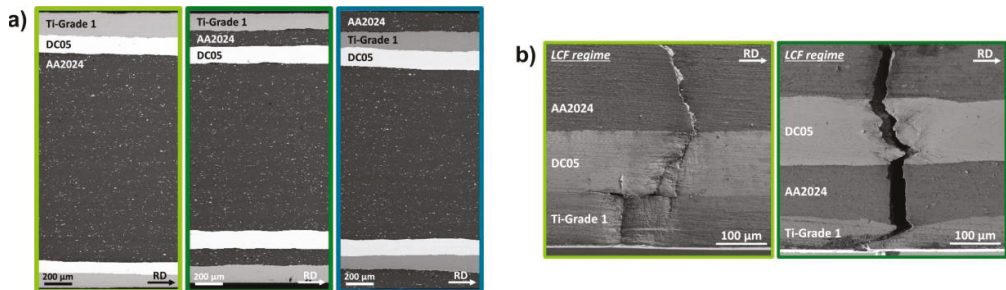 a)
Ti-Grade 1
DC05
AA2024
200 µm
RD
Ti-Grade 1
AA2024
DC05
200 µm
RD
AA2024
Ti-Grade 1
DC05
200 µm
RD
b)
LCF regime
RD
AA2024
DC05
Ti-Grade 1
100 µm
LCF regime
RD
DC05
AA2024
Ti-Grade 1
100 µm